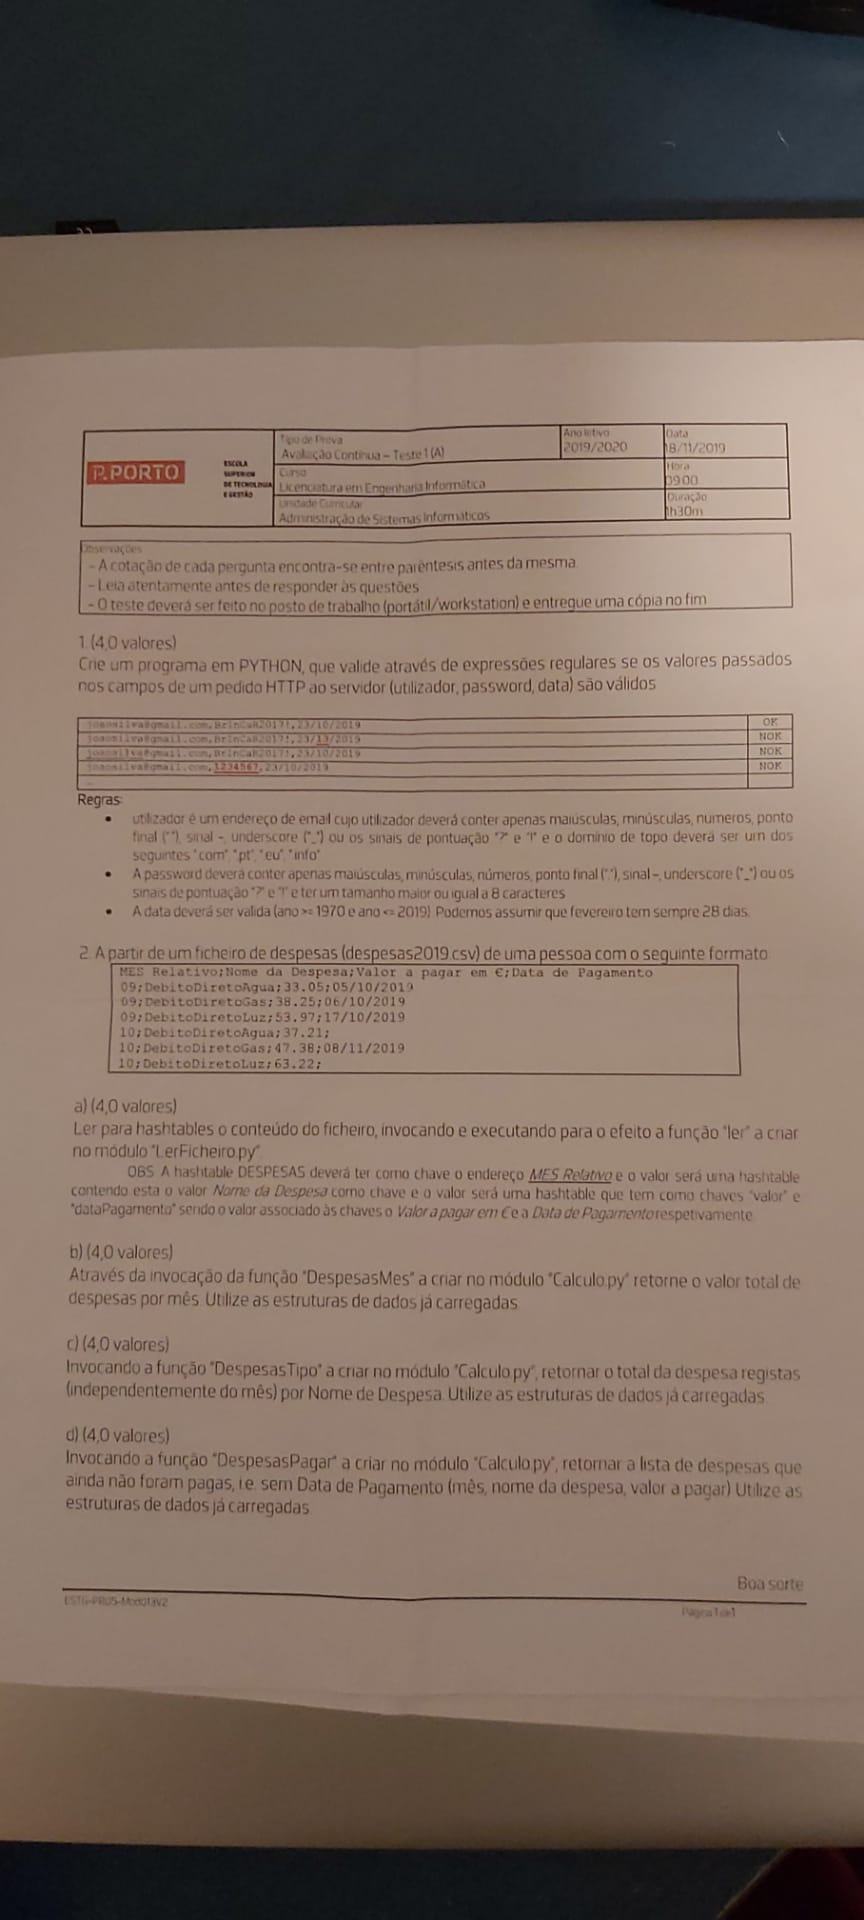 P.PORTO
ESCOLA
SUPERIOR
DE TECNOLOGIA
E GESTÃO
Tipo de Prova
Avaliação Contínua – Teste 1 (A)
Ano letivo
2019/2020
Data
18/11/2019
Curso
Licenciatura em Engenharia Informática
Hora
09:00
Unidade Curricular
Administração de Sistemas Informáticos
Duração
1h30m
Observações
- A cotação de cada pergunta encontra-se entre parêntesis antes da mesma.
- Leia atentamente antes de responder às questões
- O teste deverá ser feito no posto de trabalho (portátil/workstation) e entregue uma cópia no fim
1. (4,0 valores)
Crie um programa em PYTHON, que valide através de expressões regulares se os valores passados
nos campos de um pedido HTTP ao servidor (utilizador, password, data) são válidos
joaosilva@gmail.com,BrInCaR2017!,23/10/2019 OK
joaosilva@gmail.com,BrInCaR2017!,23/13/2019 NOK
@gmail.com,BrInCaR2017!,23/10/2019 NOK
joaosilva@gmail.com,1234567,23/10/2019 NOK
Regras:
• utilizador é um endereço de email cujo utilizador deverá conter apenas maiúsculas, minúsculas, numeros, ponto
final ("."), sinal -, underscore ("_") ou os sinais de pontuação "?" e "!" e o domínio de topo deverá ser um dos
seguintes ".com", ".pt", ".eu", ".info"
• A password deverá conter apenas maiúsculas, minúsculas, números, ponto final ("."), sinal -, underscore ("_") ou os
sinais de pontuação "?" e "!" e ter um tamanho maior ou igual a 8 caracteres
• A data deverá ser valida (ano >= 1970 e ano <= 2019). Podemos assumir que fevereiro tem sempre 28 dias.
2. A partir de um ficheiro de despesas (despesas2019.csv) de uma pessoa com o seguinte formato:
MES Relativo;Nome da Despesa;Valor a pagar em €;Data de Pagamento
09;DebitoDiretoAgua;33.05;05/10/2019
09;DebitoDiretoGas;38.25;06/10/2019
09;DebitoDiretoLuz;53.97;17/10/2019
10;DebitoDiretoAgua;37.21;
10;DebitoDiretoGas;47.38;08/11/2019
10;DebitoDiretoLuz;63.22;
a) (4,0 valores)
Ler para hashtables o conteúdo do ficheiro, invocando e executando para o efeito a função "ler" a criar
no módulo "LerFicheiro.py".
OBS: A hashtable DESPESAS deverá ter como chave o endereço MES Relativo e o valor será uma hashtable
contendo esta o valor Nome da Despesa como chave e o valor será uma hashtable que tem como chaves "valor" e
"dataPagamento" sendo o valor associado às chaves o Valor a pagar em € e a Data de Pagamento respetivamente.
b) (4,0 valores)
Através da invocação da função "DespesasMes" a criar no módulo "Calculo.py" retorne o valor total de
despesas por mês. Utilize as estruturas de dados já carregadas.
c) (4,0 valores)
Invocando a função "DespesasTipo" a criar no módulo "Calculo.py", retornar o total da despesa registas
(independentemente do mês) por Nome de Despesa. Utilize as estruturas de dados já carregadas.
d) (4,0 valores)
Invocando a função "DespesasPagar" a criar no módulo "Calculo.py", retornar a lista de despesas que
ainda não foram pagas, i.e. sem Data de Pagamento (mês, nome da despesa, valor a pagar) Utilize as
estruturas de dados já carregadas.
Boa sorte
ESTG-PR05-Mod013V2
Página 1 de 1